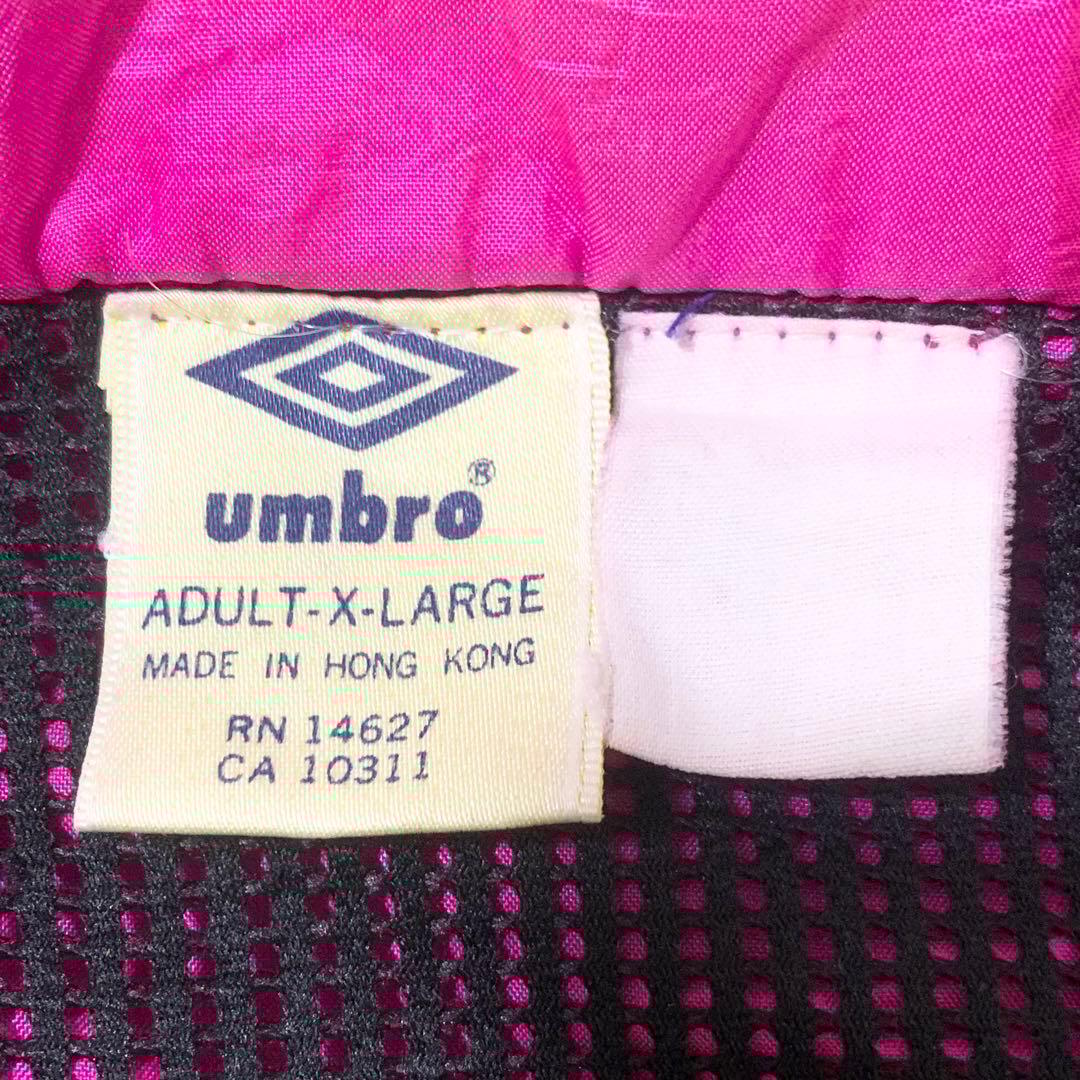 umbro®
ADULT-X-LARGE
MADE IN HONG KONG
RN 14627
CA 10311